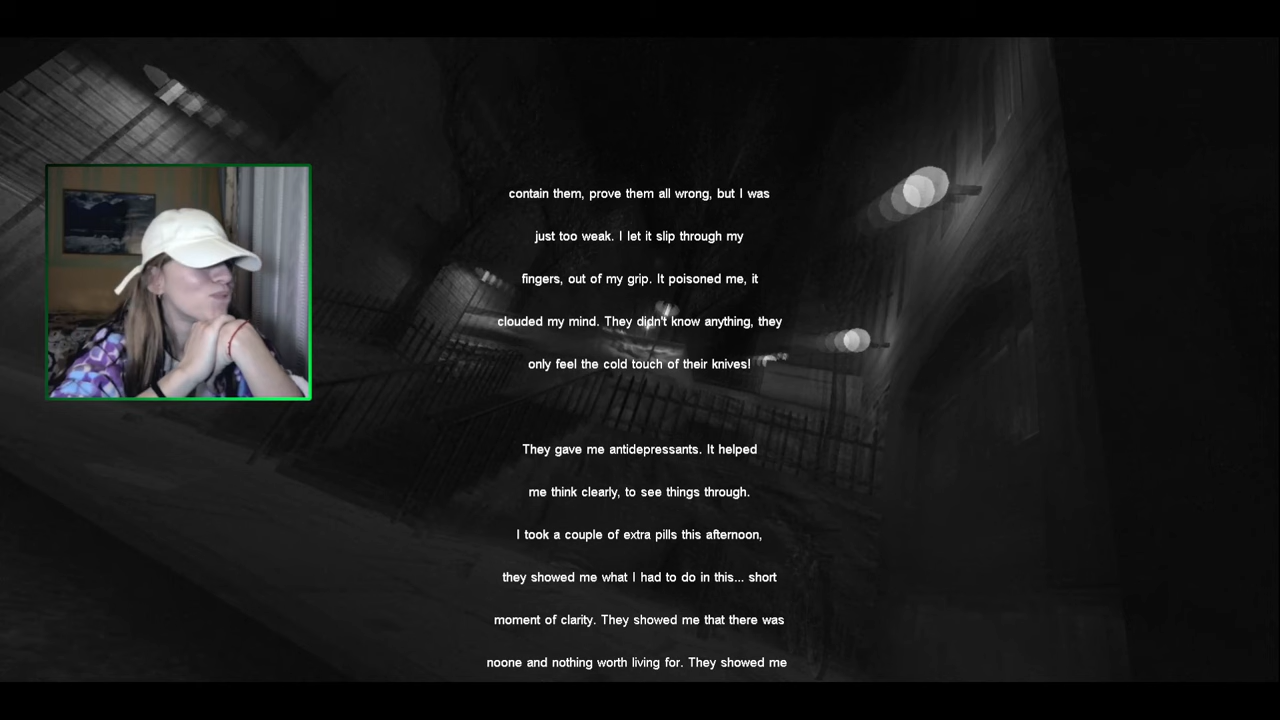 contain them, prove them all wrong, but I was
just too weak. I let it slip through my
fingers, out of my grip. It poisoned me, it
clouded my mind. They didn't know anything, they
only feel the cold touch of their knives!
They gave me antidepressants. It helped
me think clearly, to see things through.
I took a couple of extra pills this afternoon,
they showed me what I had to do in this... short
moment of clarity. They showed me that there was
noone and nothing worth living for. They showed me